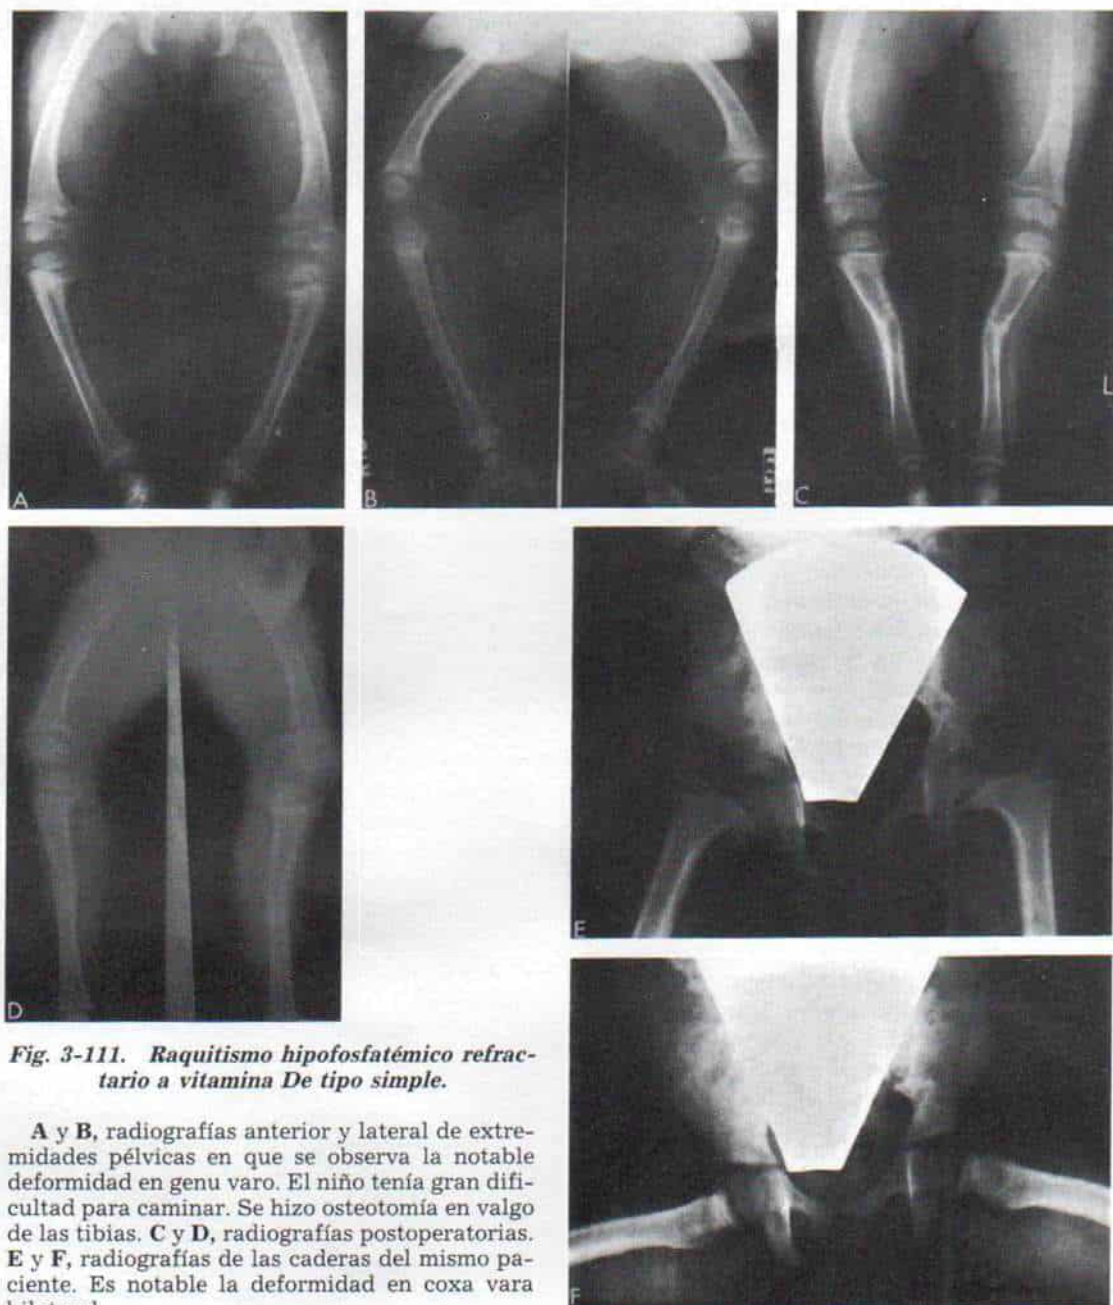 A
B
C
L
D
E
F
Fig. 3-111. Raquitismo hipofosfatémico refrac-
tario a vitamina De tipo simple.
A y B, radiografías anterior y lateral de extre-
midades pélvicas en que se observa la notable
deformidad en genu varo. El niño tenía gran difi-
cultad para caminar. Se hizo osteotomía en valgo
de las tibias. C y D, radiografías postoperatorias.
E y F, radiografías de las caderas del mismo pa-
ciente. Es notable la deformidad en coxa vara